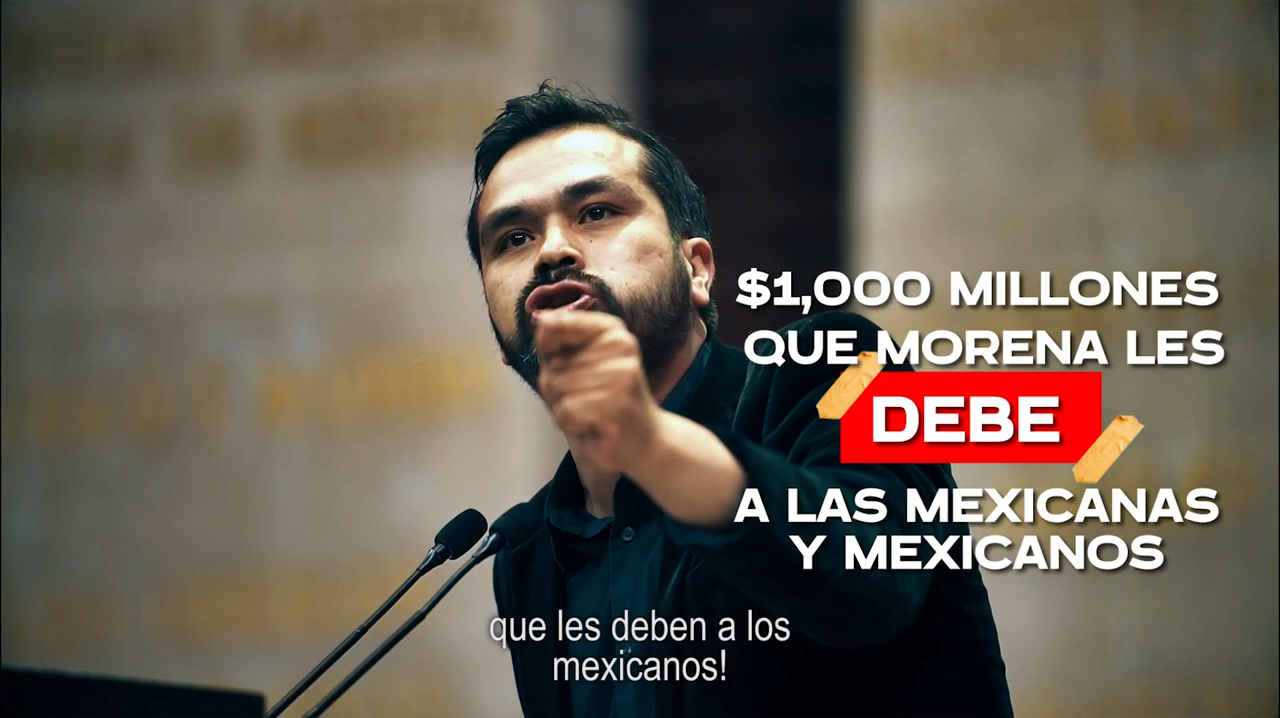 $1,000 MILLONES
QUE MORENA LES
DEBE
A LAS MEXICANAS
Y MEXICANOS
que les deben a los
mexicanos!